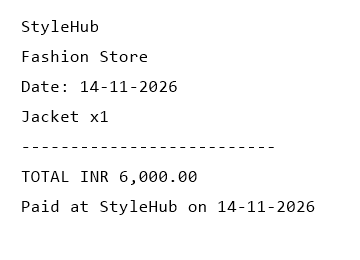 StyleHub
Fashion Store
Date: 14-11-2026
Jacket x1
--------------------------
TOTAL INR 6,000.00
Paid at StyleHub on 14-11-2026